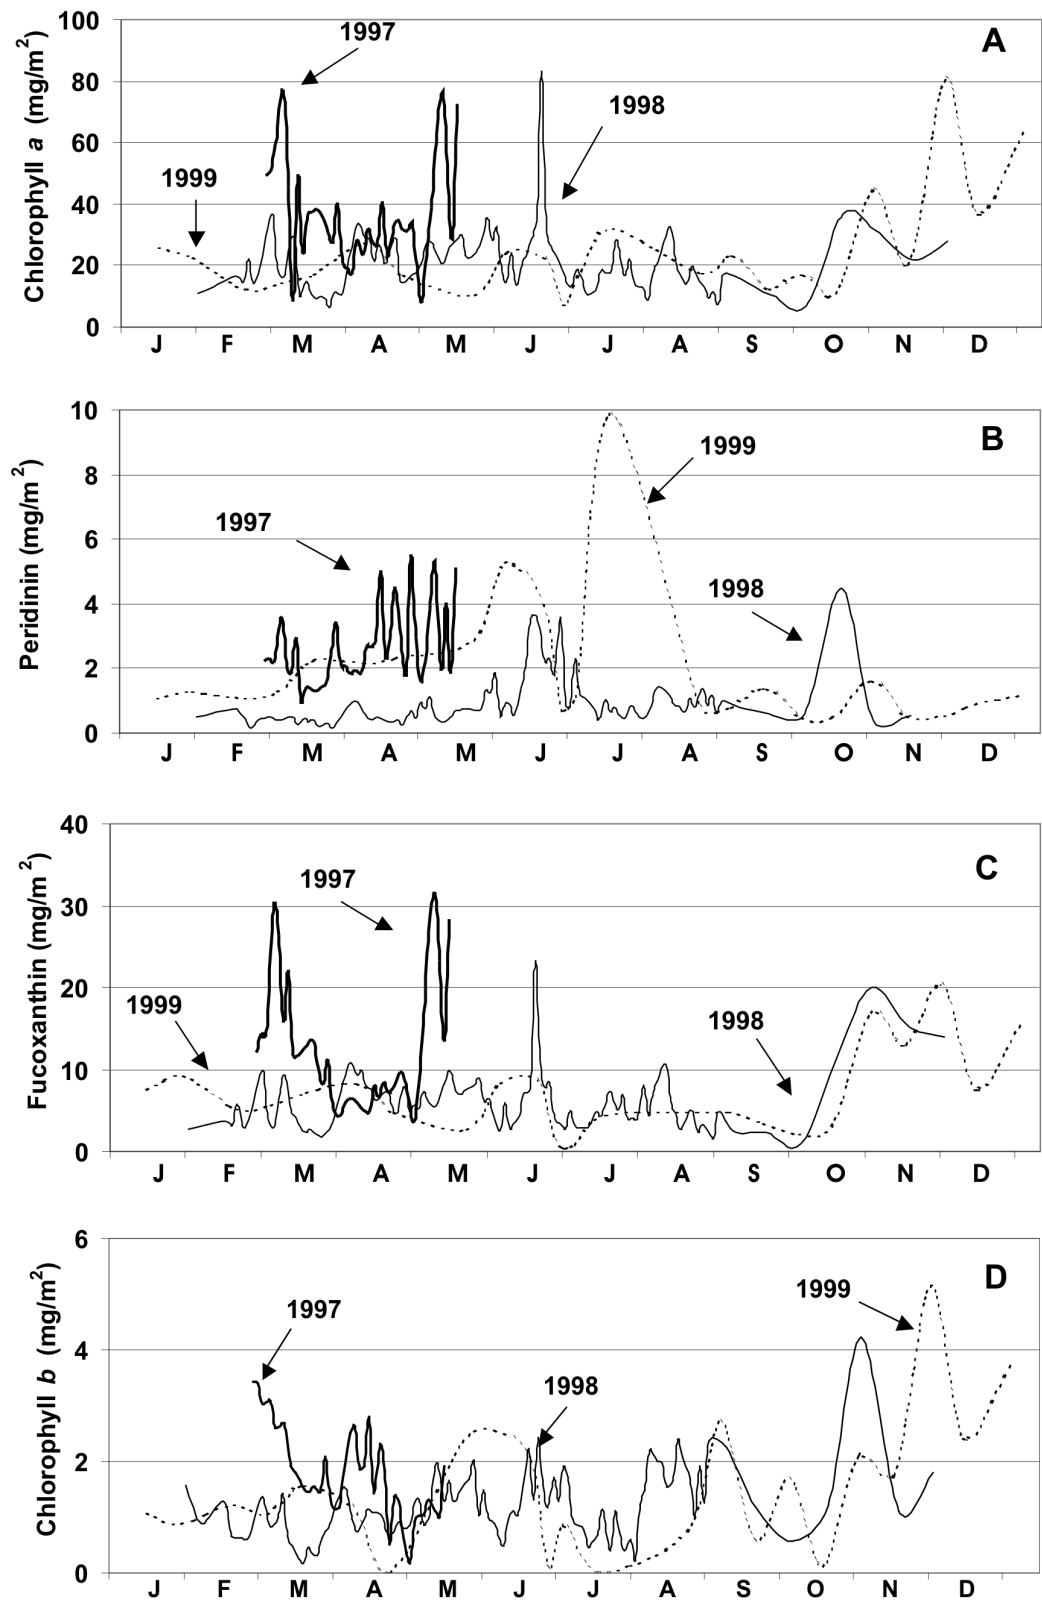 100
80
60
40
20
0
Chlorophyll a (mg/m2)
A
1997
1998
1999
J F M A M J J A S O N D
10
8
6
4
2
0
Peridinin (mg/m2)
B
1999
1997
1998
J F M A M J J A S O N D
40
30
20
10
0
Fucoxanthin (mg/m2)
C
1997
1999
1998
J F M A M J J A S O N D
6
4
2
0
Chlorophyll b (mg/m2)
D
1999
1997
1998
J F M A M J J A S O N D